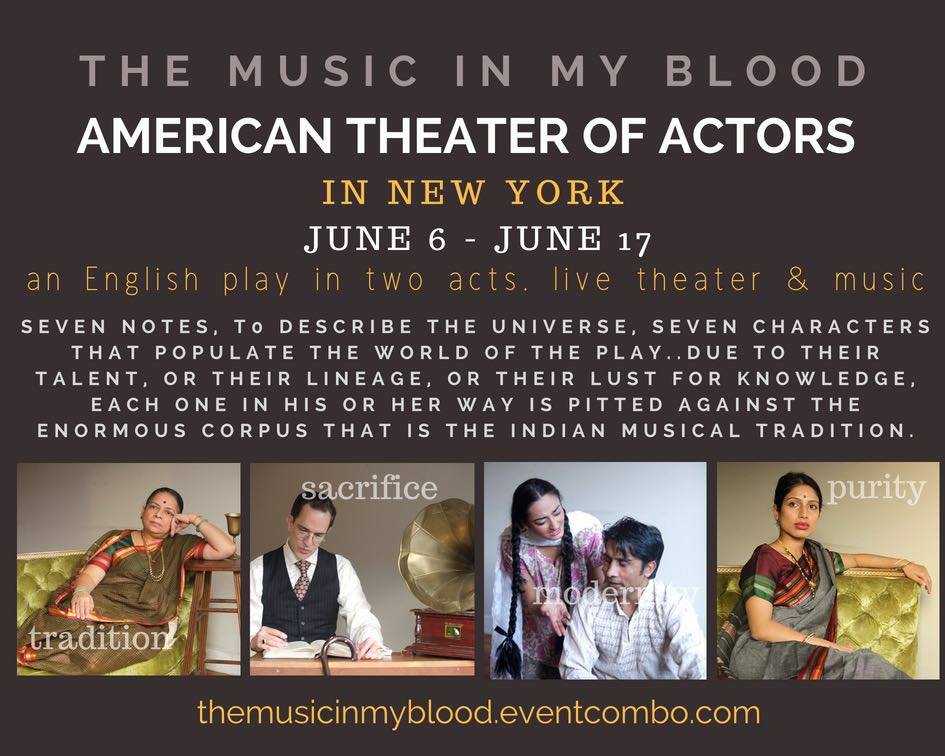 THE MUSIC IN MY BLOOD
AMERICAN THEATER OF ACTORS
IN NEW YORK
JUNE 6 - JUNE 17
an English play in two acts. live theater & music
SEVEN NOTES, To DESCRIBE THE UNIVERSE, SEVEN CHARACTERS
THAT POPULATE THE WORLD OF THE PLAY..DUE TO THEIR
TALENT, OR THEIR LINEAGE, OR THEIR LUST FOR KNOWLEDGE,
EACH ONE IN HIS OR HER WAY IS PITTED AGAINST THE
ENORMOUS CORPUS THAT IS THE INDIAN MUSICAL TRADITION.
tradition
sacrifice
modernity
purity
themusicinmyblood.eventcombo.com